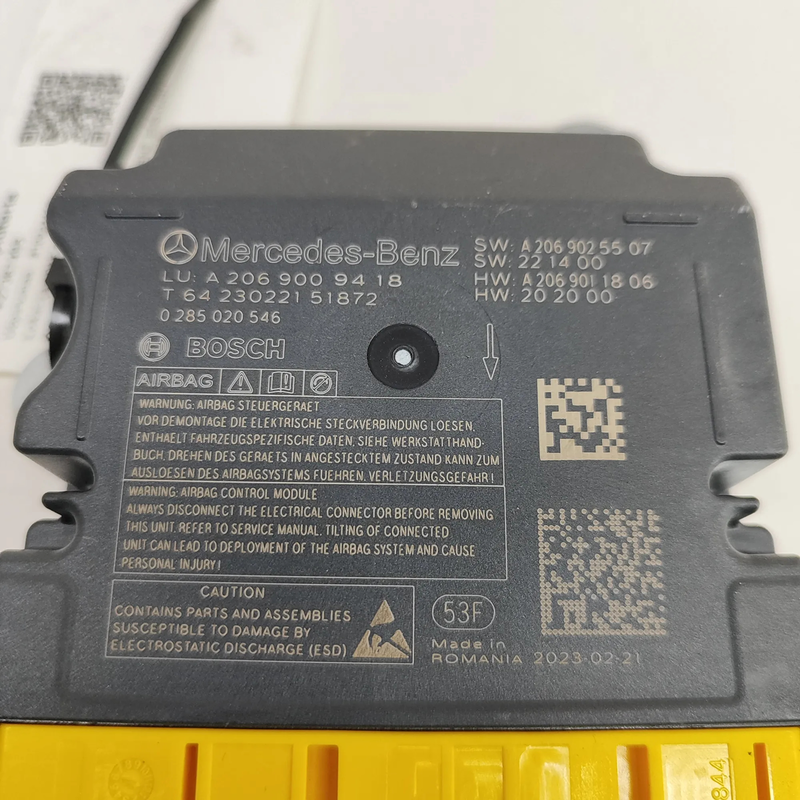 Mercedes-Benz
LU: A 206 900 94 18
T 64 230221 51872
0 285 020 546
SW: A 206 902 55 07
SW: 22 14 00
HW: A 206 901 18 06
HW: 20 20 00
BOSCH
AIRBAG
WARNUNG: AIRBAG STEUERGERAET
VOR DEMONTAGE DIE ELEKTRISCHE STECKVERBINDUNG LOESEN.
ENTHAELT FAHRZEUGSPEZIFISCHE DATEN, SIEHE WERKSTATTHAND-
BUCH. DREHEN DES GERAETS IN ANGESTECKTEM ZUSTAND KANN ZUM
AUSLOESEN DES AIRBAGSYSTEMS FUEHREN. VERLETZUNGSGEFAHR!
WARNING: AIRBAG CONTROL MODULE
ALWAYS DISCONNECT THE ELECTRICAL CONNECTOR BEFORE REMOVING
THIS UNIT. REFER TO SERVICE MANUAL. TILTING OF CONNECTED
UNIT CAN LEAD TO DEPLOYMENT OF THE AIRBAG SYSTEM AND CAUSE
PERSONAL INJURY!
CAUTION
CONTAINS PARTS AND ASSEMBLIES
SUSCEPTIBLE TO DAMAGE BY
ELECTROSTATIC DISCHARGE (ESD)
53F
Made in
ROMANIA 2023-02-21
844